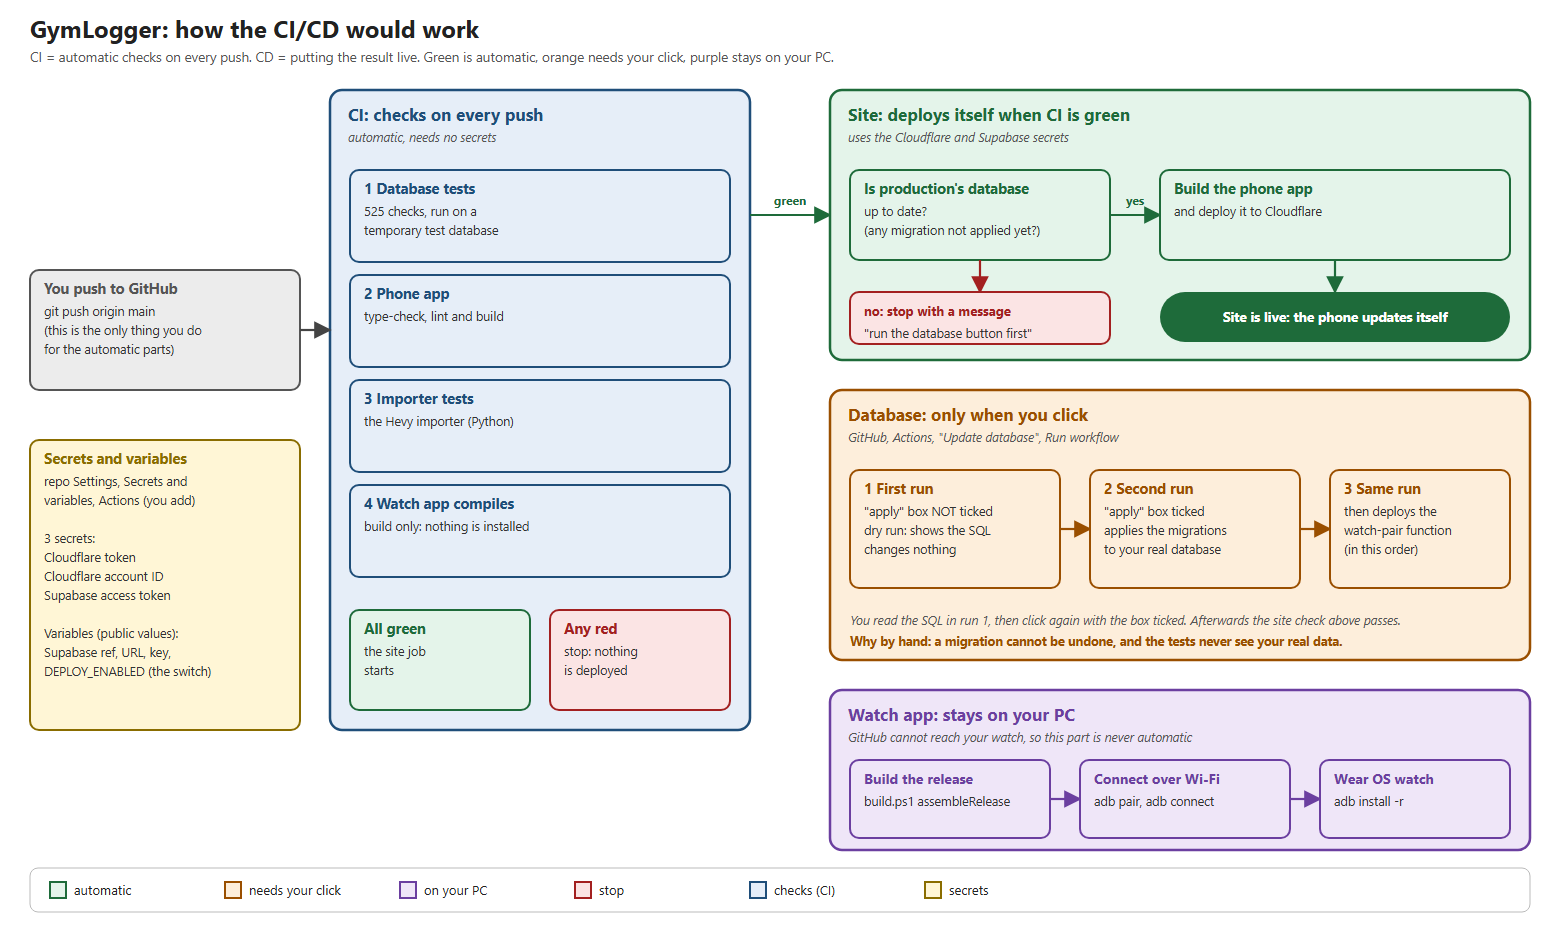 GymLogger: how the CI/CD would work
CI = automatic checks on every push. CD = putting the result live. Green is automatic, orange needs your click, purple stays on your PC.
You push to GitHub
git push origin main
(this is the only thing you do
for the automatic parts)
Secrets and variables
repo Settings, Secrets and
variables, Actions (you add)
3 secrets:
Cloudflare token
Cloudflare account ID
Supabase access token
Variables (public values):
Supabase ref, URL, key,
DEPLOY_ENABLED (the switch)
CI: checks on every push
automatic, needs no secrets
1 Database tests
525 checks, run on a
temporary test database
2 Phone app
type-check, lint and build
3 Importer tests
the Hevy importer (Python)
4 Watch app compiles
build only: nothing is installed
All green
the site job
starts
Any red
stop: nothing
is deployed
green
Site: deploys itself when CI is green
uses the Cloudflare and Supabase secrets
Is production's database
up to date?
(any migration not applied yet?)
yes
Build the phone app
and deploy it to Cloudflare
no: stop with a message
"run the database button first"
Site is live: the phone updates itself
Database: only when you click
GitHub, Actions, "Update database", Run workflow
1 First run
"apply" box NOT ticked
dry run: shows the SQL
changes nothing
2 Second run
"apply" box ticked
applies the migrations
to your real database
3 Same run
then deploys the
watch-pair function
(in this order)
You read the SQL in run 1, then click again with the box ticked. Afterwards the site check above passes.
Why by hand: a migration cannot be undone, and the tests never see your real data.
Watch app: stays on your PC
GitHub cannot reach your watch, so this part is never automatic
Build the release
build.ps1 assembleRelease
Connect over Wi-Fi
adb pair, adb connect
Wear OS watch
adb install -r
automatic
needs your click
on your PC
stop
checks (CI)
secrets